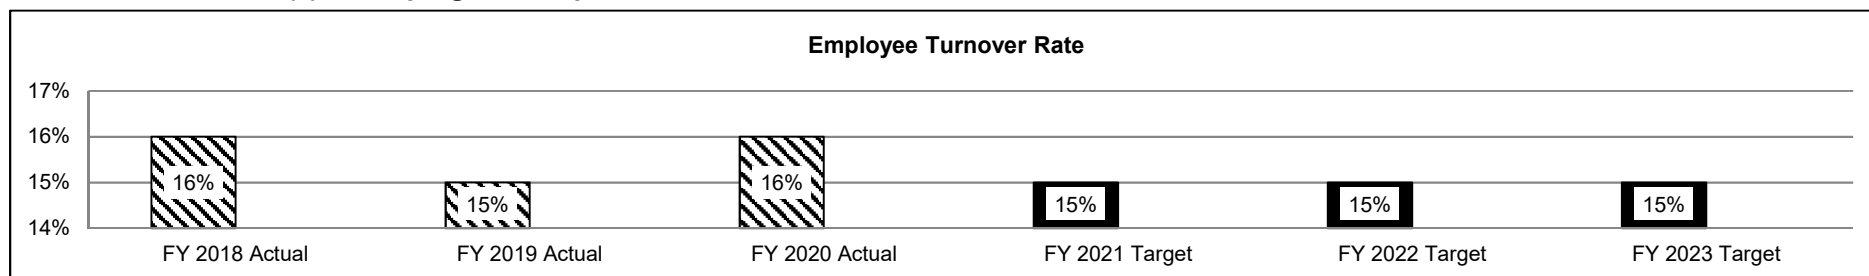 Employee Turnover Rate
17%
16%
15%
14%
16%
15%
16%
15%
15%
15%
FY 2018 Actual
FY 2019 Actual
FY 2020 Actual
FY 2021 Target
FY 2022 Target
FY 2023 Target